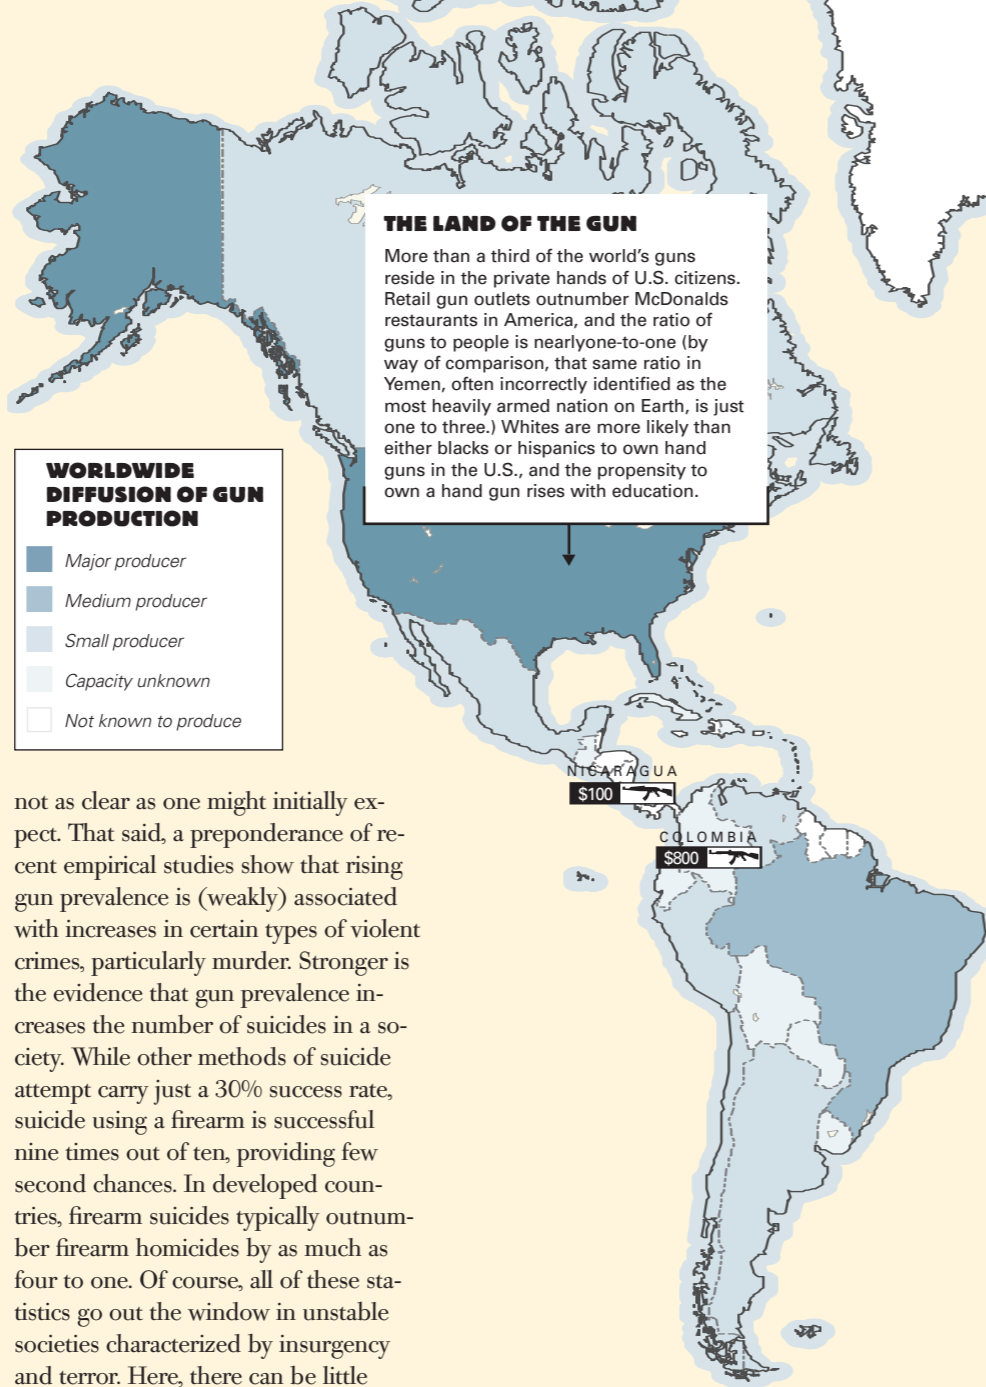 THE LAND OF THE GUN
More than a third of the world's guns
reside in the private hands of U.S. citizens.
Retail gun outlets outnumber McDonalds
restaurants in America, and the ratio of
guns to people is nearlyone-to-one (by
way of comparison, that same ratio in
Yemen, often incorrectly identified as the
most heavily armed nation on Earth, is just
one to three.) Whites are more likely than
either blacks or hispanics to own hand
guns in the U.S., and the propensity to
own a hand gun rises with education.
WORLDWIDE
DIFFUSION OF GUN
PRODUCTION
Major producer
Medium producer
Small producer
Capacity unknown
Not known to produce
NICARAGUA
$100
COLOMBIA
$800
not as clear as one might initially ex-
pect. That said, a preponderance of re-
cent empirical studies show that rising
gun prevalence is (weakly) associated
with increases in certain types of violent
crimes, particularly murder. Stronger is
the evidence that gun prevalence in-
creases the number of suicides in a so-
ciety. While other methods of suicide
attempt carry just a 30% success rate,
suicide using a firearm is successful
nine times out of ten, providing few
second chances. In developed coun-
tries, firearm suicides typically outnum-
ber firearm homicides by as much as
four to one. Of course, all of these sta-
tistics go out the window in unstable
societies characterized by insurgency
and terror. Here, there can be little